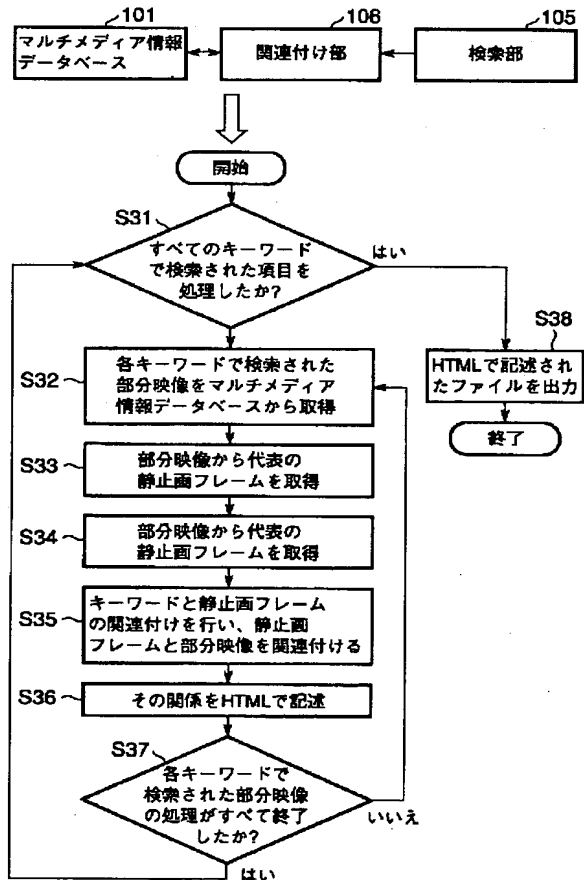 101
106
105
マルチメディア情報
データベース
関連付け部
検索部
開始
S31
すべてのキーワード
で検索された項目を
処理したか?
はい
S38
HTMLで記述され
たファイルを出力
終了
S32
各キーワードで検索された
部分映像をマルチメディア
情報データベースから取得
S33
部分映像から代表の
静止画フレームを取得
S34
部分映像から代表の
静止画フレームを取得
S35
キーワードと静止画フレーム
の関連付けを行い、静止画
フレームと部分映像を関連付ける
S36
その関係をHTMLで記述
S37
各キーワードで
検索された部分映像
の処理がすべて終了
したか?
いいえ
はい